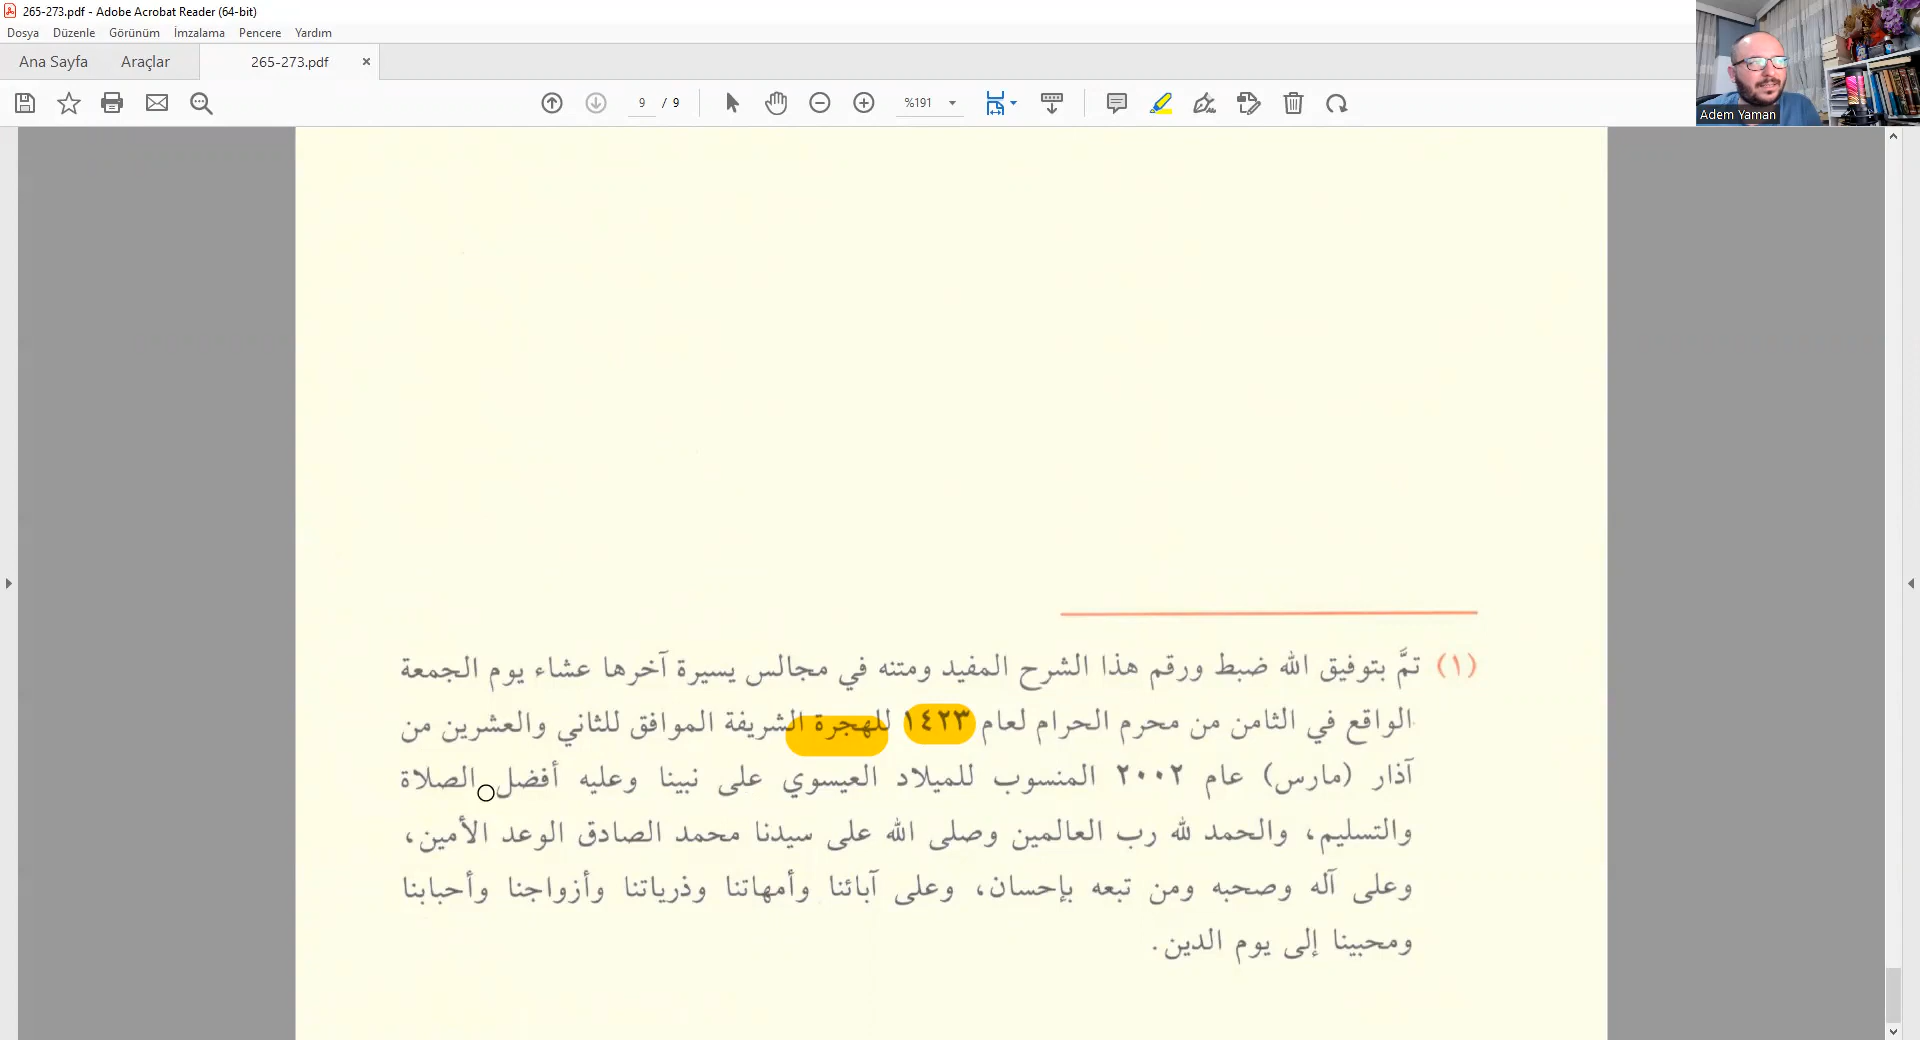 265-273.pdf - Adobe Acrobat Reader (64-bit)
Dosya Düzenle Görünüm İmzalama Pencere Yardım
Ana Sayfa Araçlar 265-273.pdf ×
9 / 9 %191
Adem Yaman
(١) تمَّ بتوفيق الله ضبط ورقم هذا الشرح المفيد ومتنه في مجالس يسيرة آخرها عشاء يوم الجمعة
الواقع في الثامن من محرم الحرام لعام ١٤٢٣ للهجرة الشريفة الموافق للثاني والعشرين من
آذار (مارس) عام ٢٠٠٢ المنسوب للميلاد العيسوي على نبينا وعليه أفضل الصلاة
والتسليم، والحمد لله رب العالمين وصلى الله على سيدنا محمد الصادق الوعد الأمين،
وعلى آله وصحبه ومن تبعه بإحسان، وعلى آبائنا وأمهاتنا وذرياتنا وأزواجنا وأحبابنا
ومحبينا إلى يوم الدين.